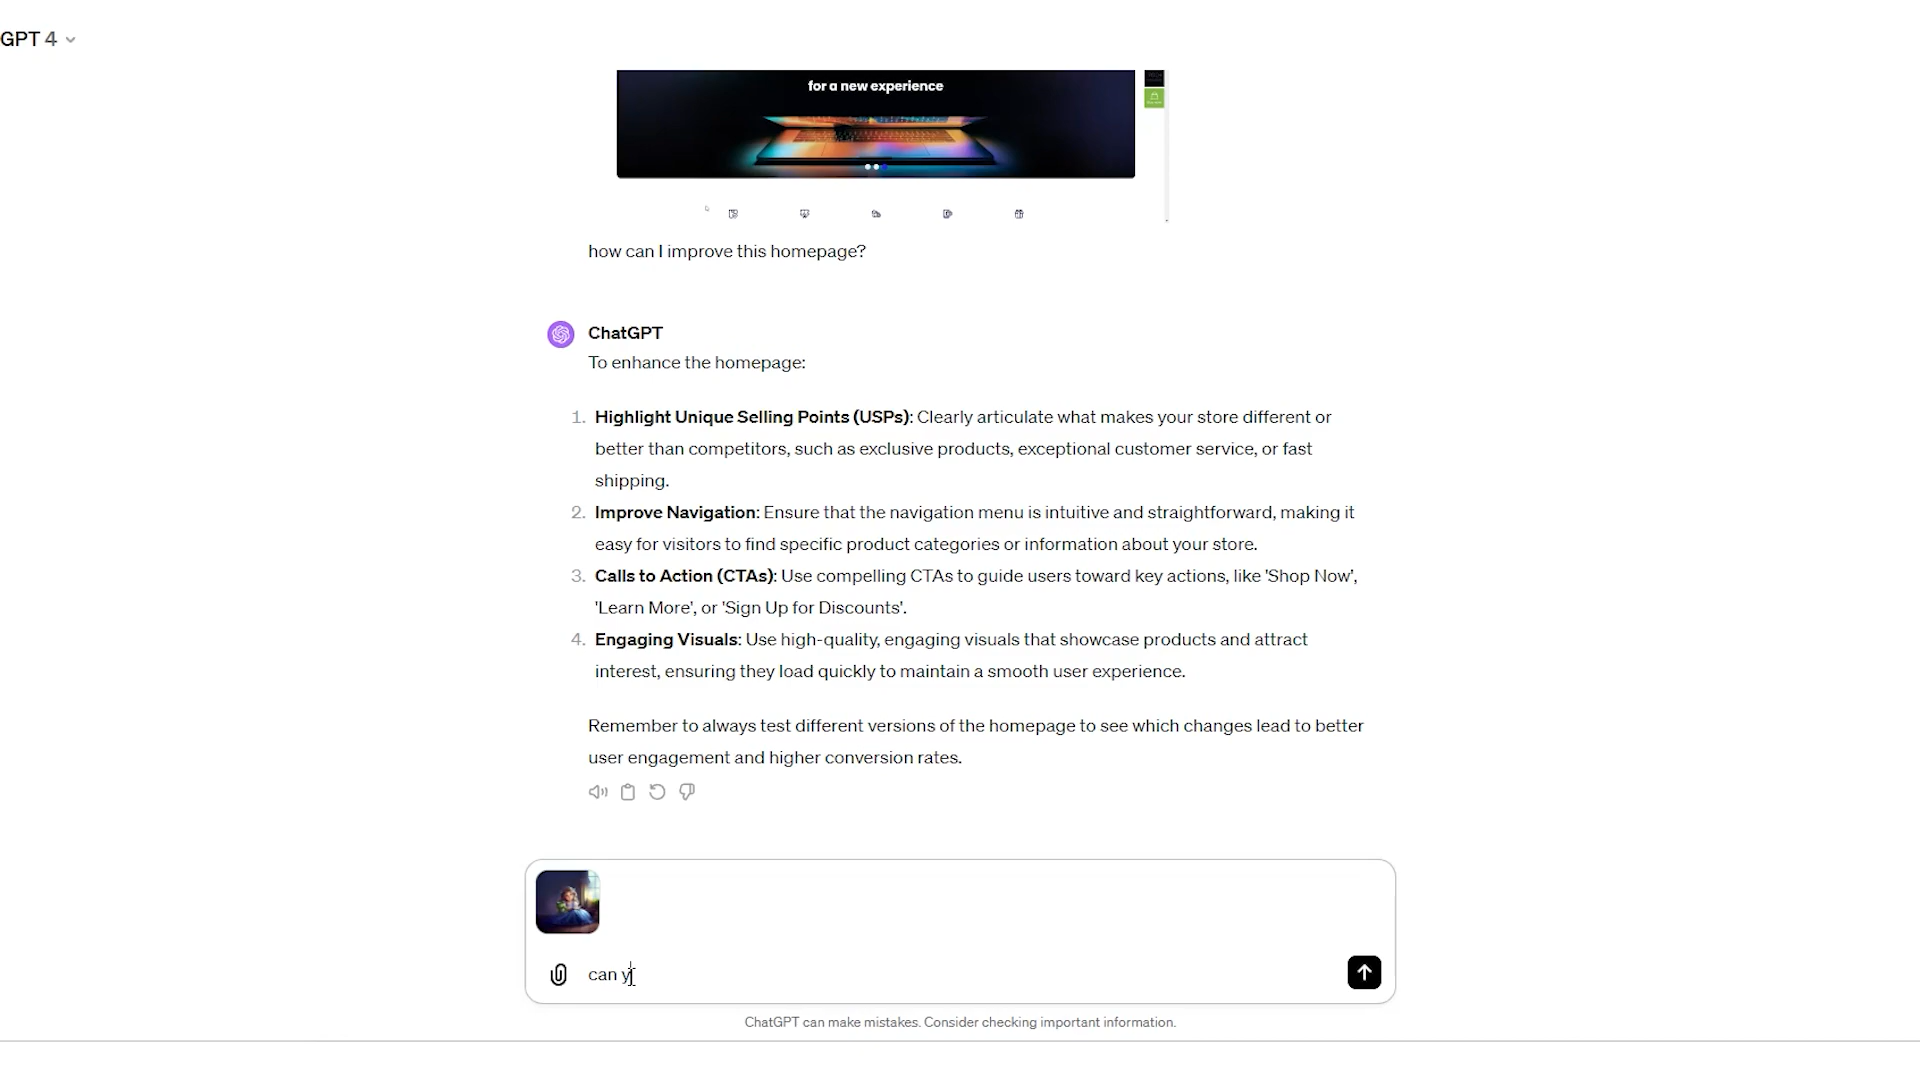 GPT 4
for a new experience
how can I improve this homepage?
ChatGPT
To enhance the homepage:
1. Highlight Unique Selling Points (USPs): Clearly articulate what makes your store different or
better than competitors, such as exclusive products, exceptional customer service, or fast
shipping.
2. Improve Navigation: Ensure that the navigation menu is intuitive and straightforward, making it
easy for visitors to find specific product categories or information about your store.
3. Calls to Action (CTAs): Use compelling CTAs to guide users toward key actions, like 'Shop Now',
'Learn More', or 'Sign Up for Discounts'.
4. Engaging Visuals: Use high-quality, engaging visuals that showcase products and attract
interest, ensuring they load quickly to maintain a smooth user experience.
Remember to always test different versions of the homepage to see which changes lead to better
user engagement and higher conversion rates.
can y
ChatGPT can make mistakes. Consider checking important information.